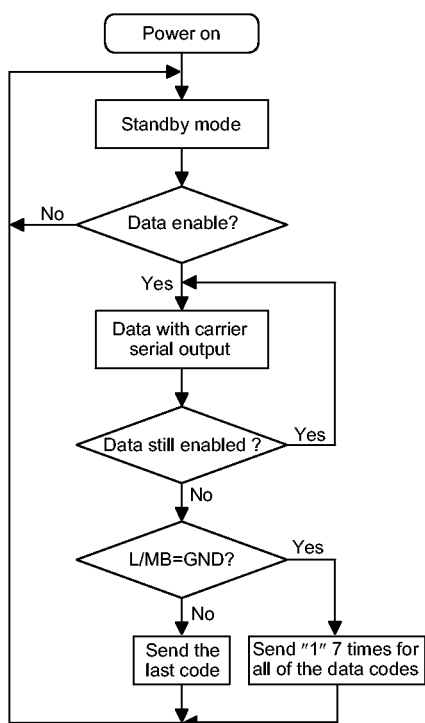 Power on
Standby mode
No
Data enable?
Yes
Data with carrier
serial output
Data still enabled ?
Yes
No
L/MB=GND?
Yes
No
Send the
last code
Send ″1″ 7 times for
all of the data codes